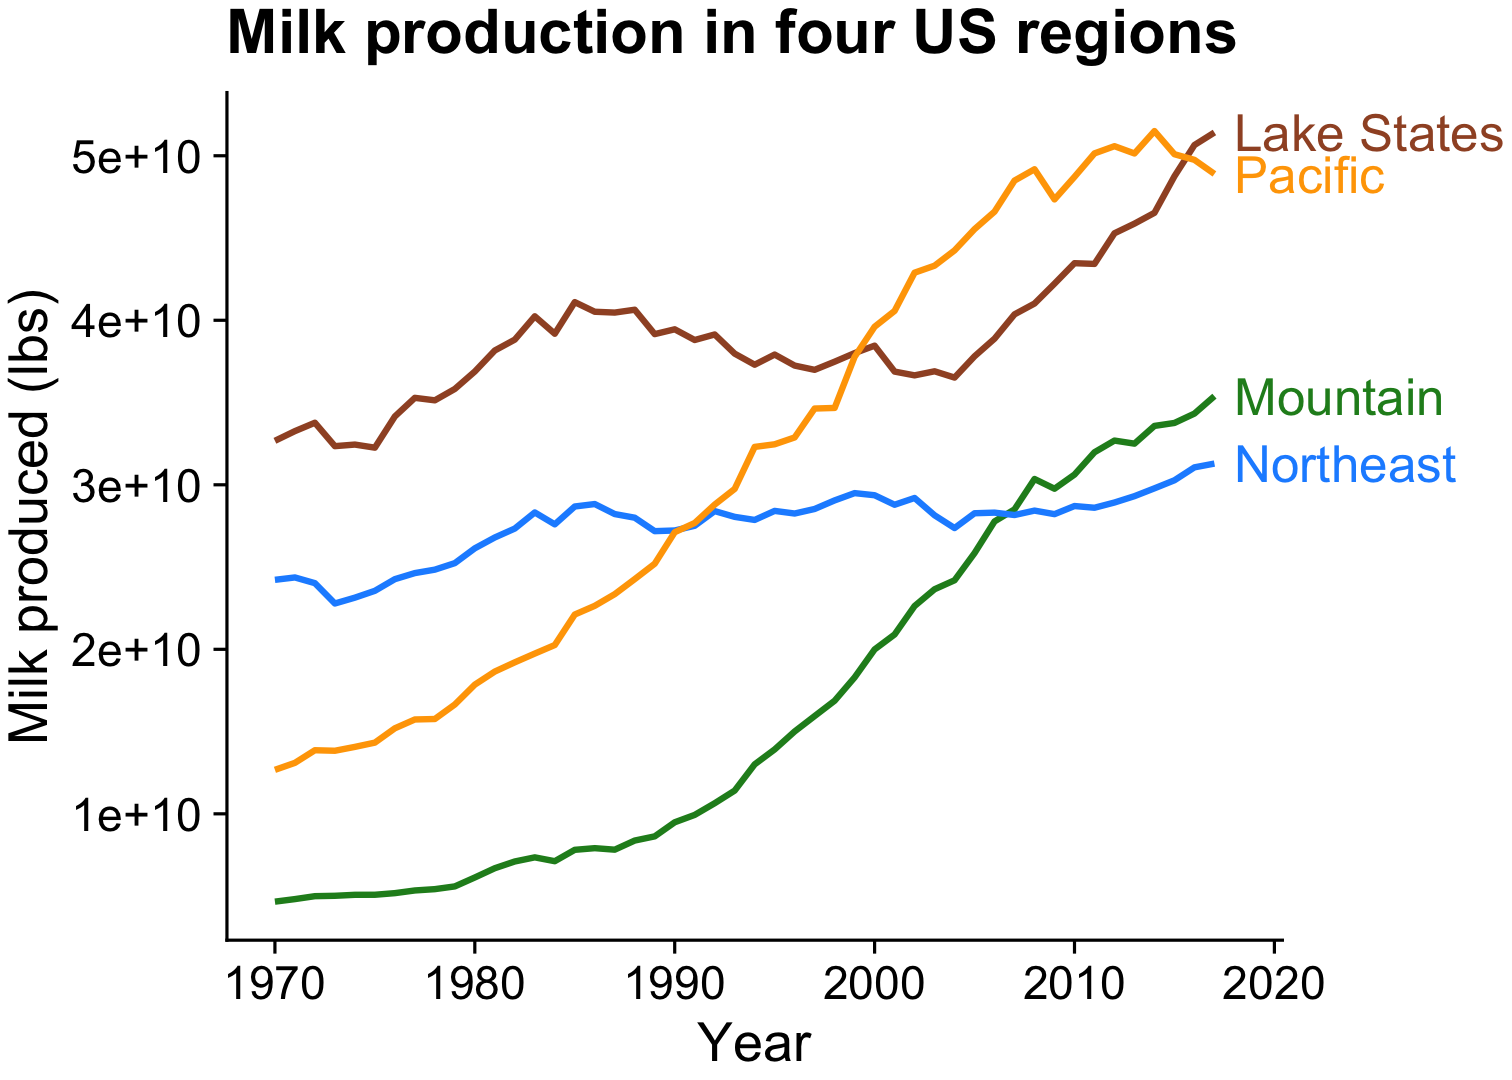 Milk production in four US regions
Milk produced (lbs)
5e+10
4e+10
3e+10
2e+10
1e+10
Lake States
Pacific
Mountain
Northeast
1970 1980 1990 2000 2010 2020
Year